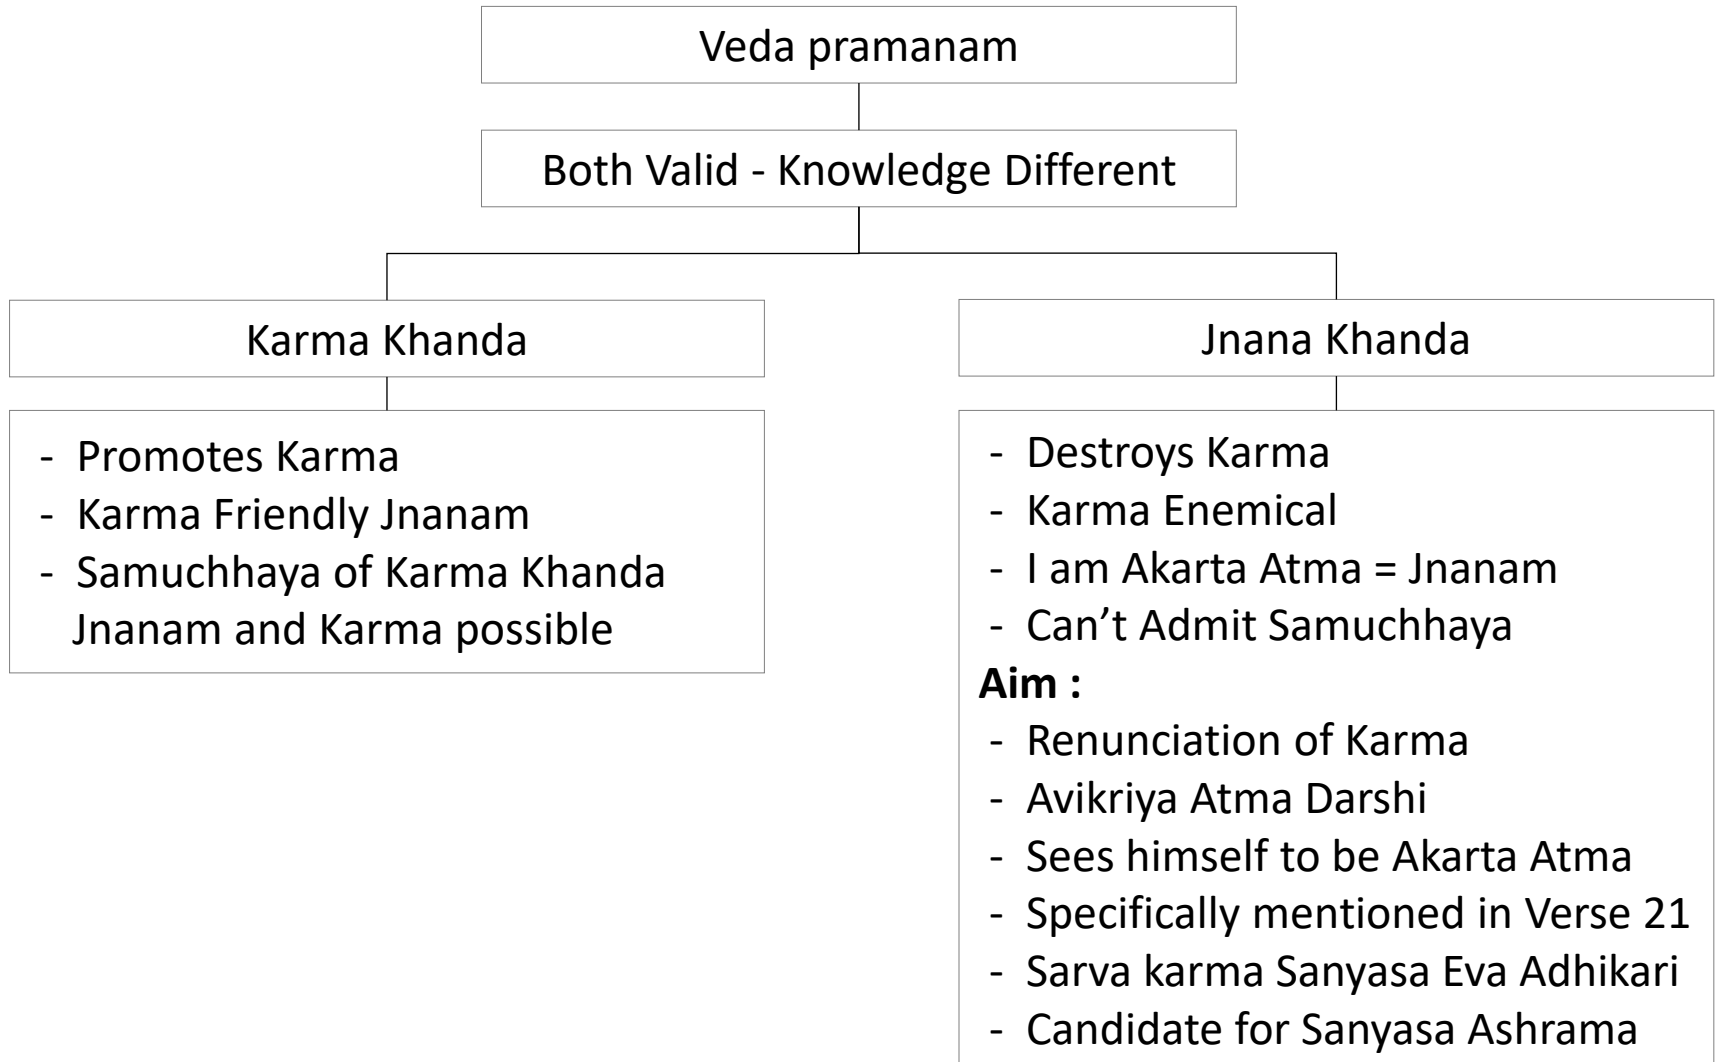 Veda pramanam
Both Valid - Knowledge Different
Karma Khanda
- Promotes Karma
- Karma Friendly Jnanam
- Samuchhaya of Karma Khanda
Jnanam and Karma possible
Jnana Khanda
- Destroys Karma
- Karma Enemical
- I am Akarta Atma = Jnanam
- Can’t Admit Samuchhaya
Aim :
- Renunciation of Karma
- Avikriya Atma Darshi
- Sees himself to be Akarta Atma
- Specifically mentioned in Verse 21
- Sarva karma Sanyasa Eva Adhikari
- Candidate for Sanyasa Ashrama